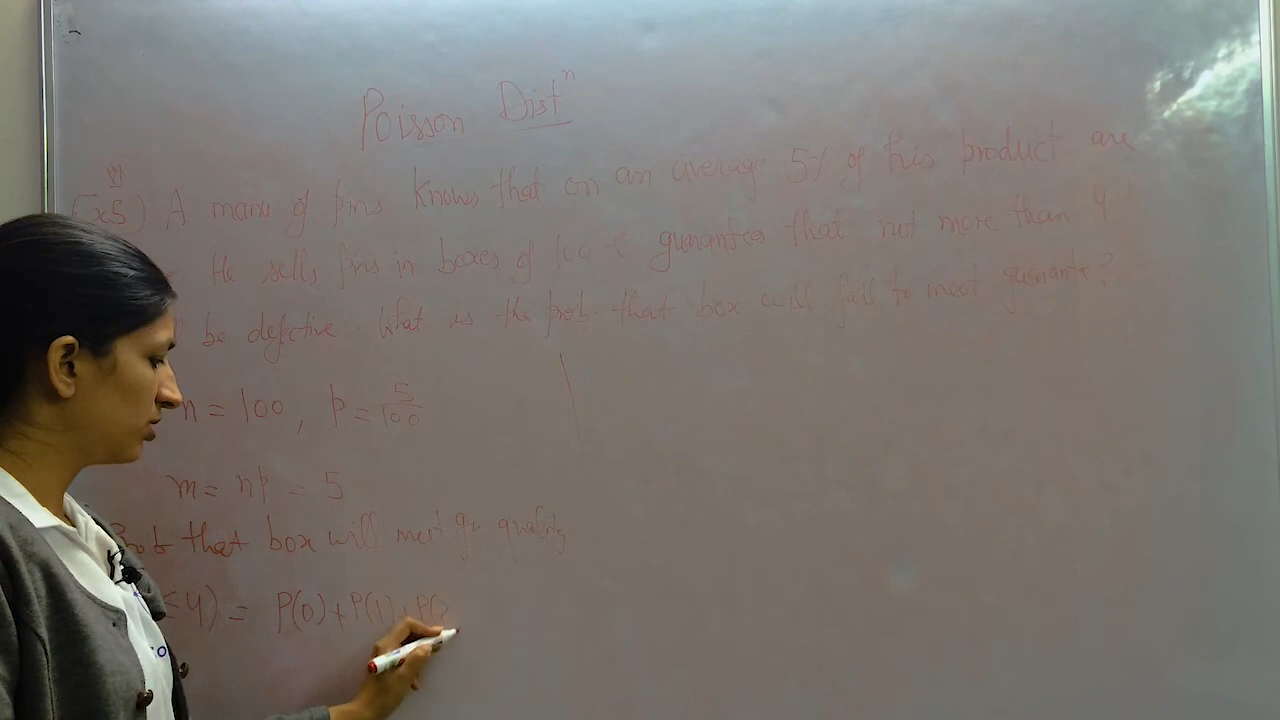 Poisson Distⁿ
Ex5) A manu of pins knows that on an average 5% of his product are
He sells pins in boxes of 100 & guarantees that not more than 4
be defective. What is the prob. that box will fail to meet guarantee?
n = 100, p = 5/100
m = np = 5
Prob that box will meet quality
≤4) = P(0)+P(1)+P(2